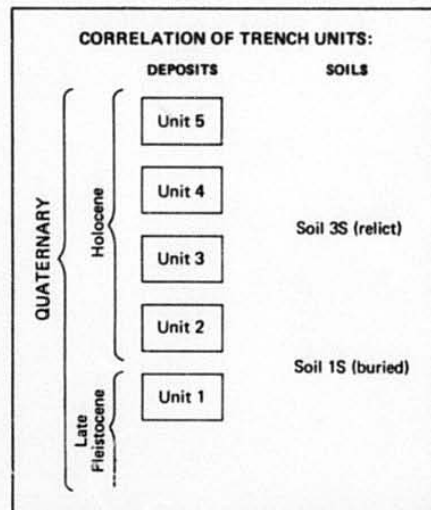 CORRELATION OF TRENCH UNITS:
DEPOSITS SOILS
QUATERNARY
Holocene
Unit 5
Unit 4
Soil 3S (relict)
Unit 3
Unit 2
Soil 1S (buried)
Late
Pleistocene
Unit 1